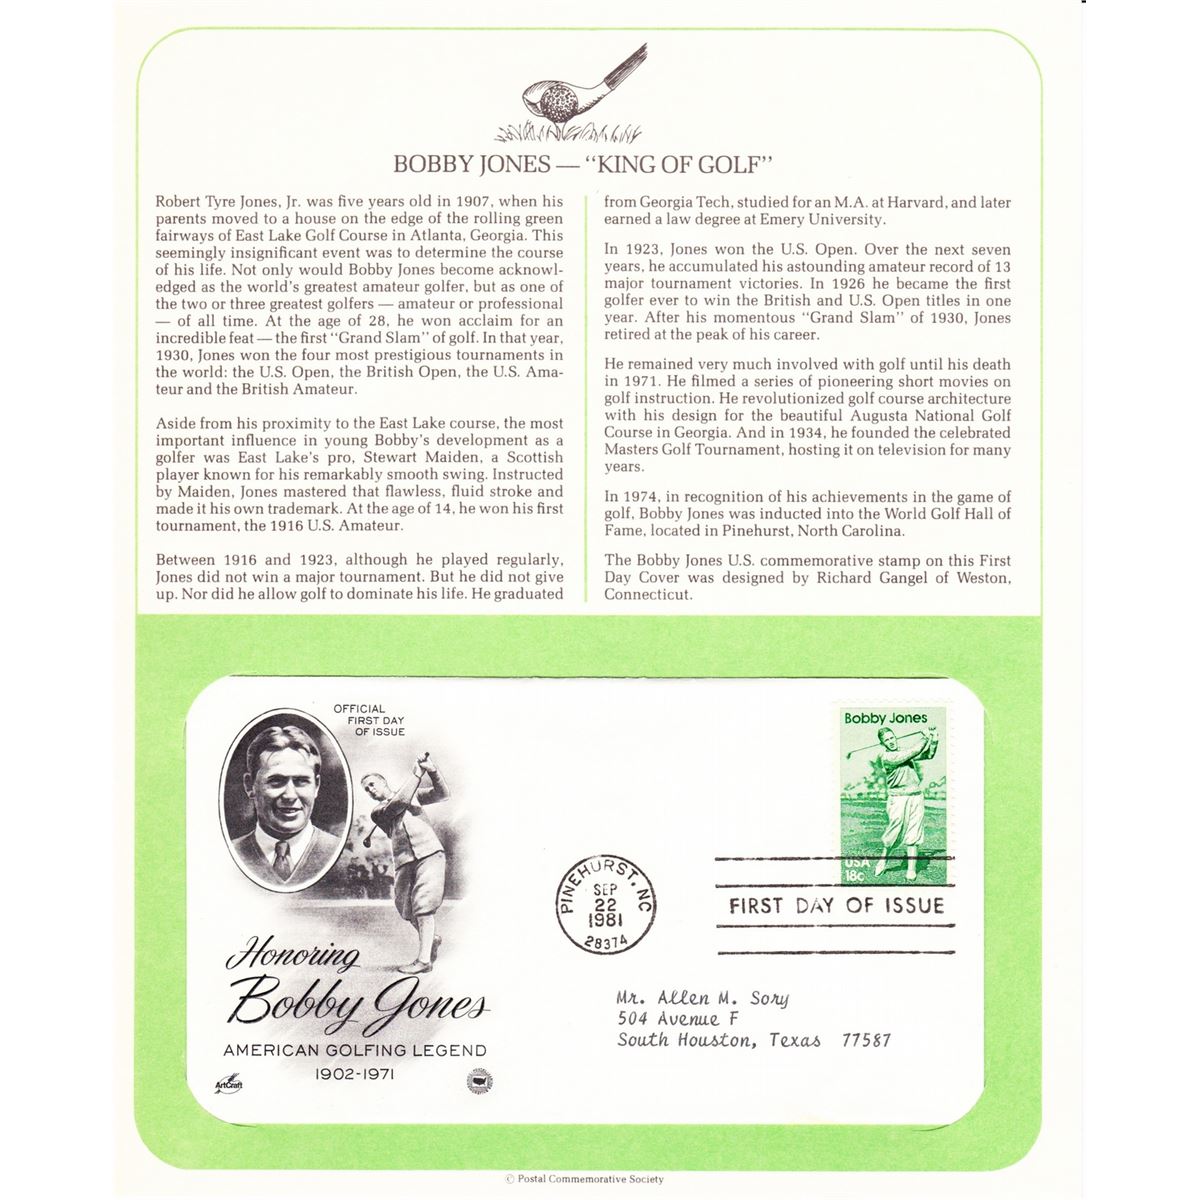 BOBBY JONES — “KING OF GOLF”
Robert Tyre Jones, Jr. was five years old in 1907, when his
parents moved to a house on the edge of the rolling green
fairways of East Lake Golf Course in Atlanta, Georgia. This
seemingly insignificant event was to determine the course
of his life. Not only would Bobby Jones become acknowl-
edged as the world's greatest amateur golfer, but as one of
the two or three greatest golfers — amateur or professional
— of all time. At the age of 28, he won acclaim for an
incredible feat — the first “Grand Slam” of golf. In that year,
1930, Jones won the four most prestigious tournaments in
the world: the U.S. Open, the British Open, the U.S. Ama-
teur and the British Amateur.
Aside from his proximity to the East Lake course, the most
important influence in young Bobby's development as a
golfer was East Lake's pro, Stewart Maiden, a Scottish
player known for his remarkably smooth swing. Instructed
by Maiden, Jones mastered that flawless, fluid stroke and
made it his own trademark. At the age of 14, he won his first
tournament, the 1916 U.S. Amateur.
Between 1916 and 1923, although he played regularly,
Jones did not win a major tournament. But he did not give
up. Nor did he allow golf to dominate his life. He graduated
from Georgia Tech, studied for an M.A. at Harvard, and later
earned a law degree at Emery University.
In 1923, Jones won the U.S. Open. Over the next seven
years, he accumulated his astounding amateur record of 13
major tournament victories. In 1926 he became the first
golfer ever to win the British and U.S. Open titles in one
year. After his momentous “Grand Slam” of 1930, Jones
retired at the peak of his career.
He remained very much involved with golf until his death
in 1971. He filmed a series of pioneering short movies on
golf instruction. He revolutionized golf course architecture
with his design for the beautiful Augusta National Golf
Course in Georgia. And in 1934, he founded the celebrated
Masters Golf Tournament, hosting it on television for many
years.
In 1974, in recognition of his achievements in the game of
golf, Bobby Jones was inducted into the World Golf Hall of
Fame, located in Pinehurst, North Carolina.
The Bobby Jones U.S. commemorative stamp on this First
Day Cover was designed by Richard Gangel of Weston,
Connecticut.
OFFICIAL
FIRST DAY
OF ISSUE
Honoring
Bobby Jones
AMERICAN GOLFING LEGEND
1902-1971
ArtCraft
PINEHURST, NC
SEP
22
1981
28374
Bobby Jones
USA
18c
FIRST DAY OF ISSUE
Mr. Allen M. Sory
504 Avenue F
South Houston, Texas 77587
© Postal Commemorative Society